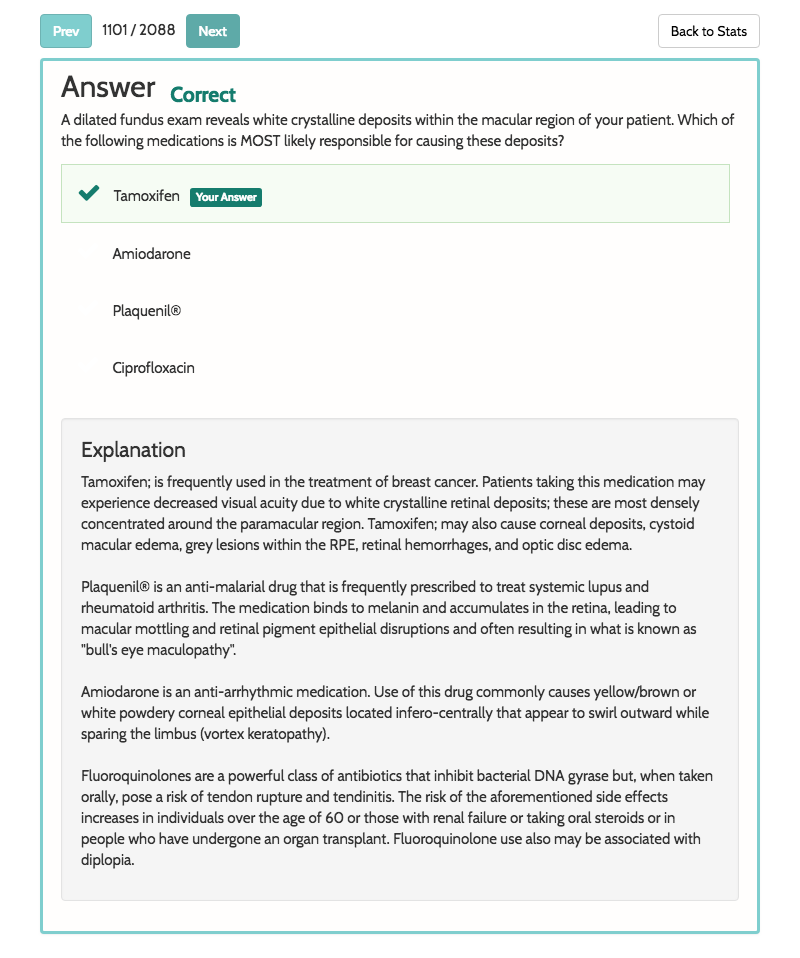 Prev 1101 / 2088 Next Back to Stats
Answer Correct
A dilated fundus exam reveals white crystalline deposits within the macular region of your patient. Which of
the following medications is MOST likely responsible for causing these deposits?
Tamoxifen Your Answer
Amiodarone
Plaquenil®
Ciprofloxacin
Explanation
Tamoxifen; is frequently used in the treatment of breast cancer. Patients taking this medication may
experience decreased visual acuity due to white crystalline retinal deposits; these are most densely
concentrated around the paramacular region. Tamoxifen; may also cause corneal deposits, cystoid
macular edema, grey lesions within the RPE, retinal hemorrhages, and optic disc edema.
Plaquenil® is an anti-malarial drug that is frequently prescribed to treat systemic lupus and
rheumatoid arthritis. The medication binds to melanin and accumulates in the retina, leading to
macular mottling and retinal pigment epithelial disruptions and often resulting in what is known as
"bull's eye maculopathy".
Amiodarone is an anti-arrhythmic medication. Use of this drug commonly causes yellow/brown or
white powdery corneal epithelial deposits located infero-centrally that appear to swirl outward while
sparing the limbus (vortex keratopathy).
Fluoroquinolones are a powerful class of antibiotics that inhibit bacterial DNA gyrase but, when taken
orally, pose a risk of tendon rupture and tendinitis. The risk of the aforementioned side effects
increases in individuals over the age of 60 or those with renal failure or taking oral steroids or in
people who have undergone an organ transplant. Fluoroquinolone use also may be associated with
diplopia.